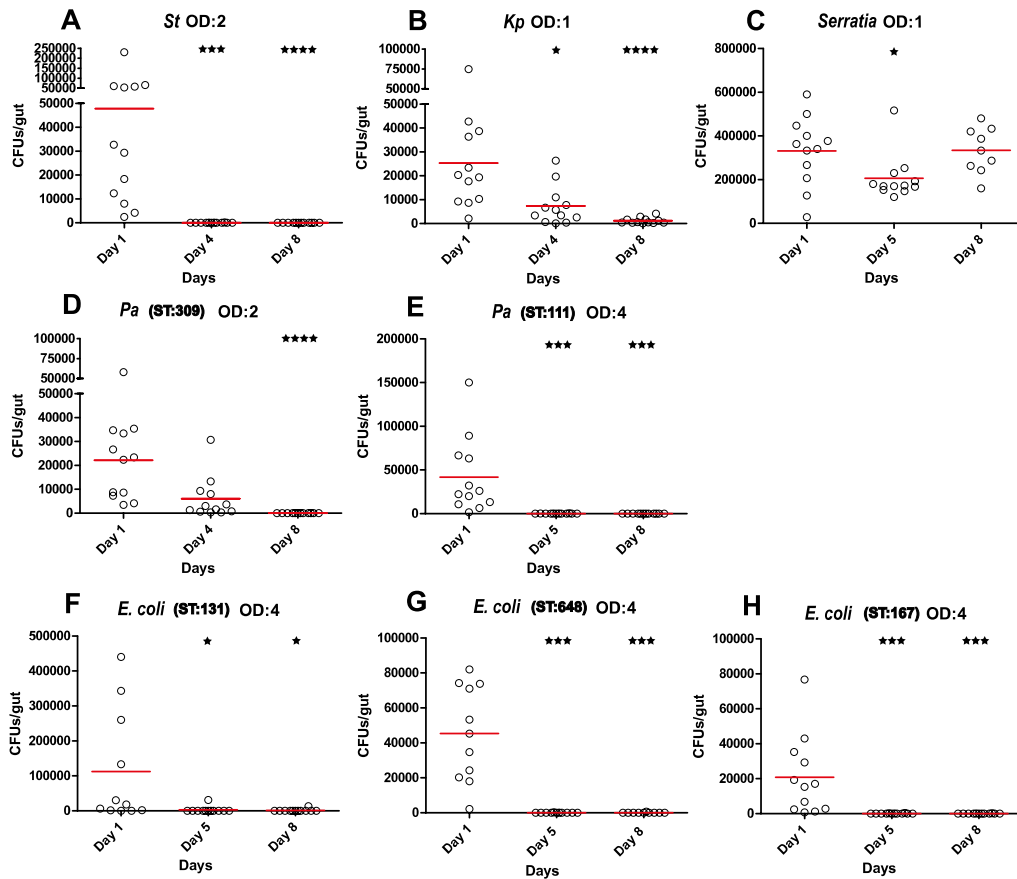 A
St OD:2
250000
200000
150000
100000
50000
50000
40000
30000
20000
10000
0
CFUs/gut
★★★
★★★★
Day 1
Day 4
Day 8
Days
B
Kp OD:1
100000
75000
50000
50000
40000
30000
20000
10000
0
CFUs/gut
★
★★★★
Day 1
Day 4
Day 8
Days
C
Serratia OD:1
800000
600000
400000
200000
0
CFUs/gut
★
Day 1
Day 5
Day 8
Days
D
Pa (ST:309) OD:2
100000
75000
50000
50000
40000
30000
20000
10000
0
CFUs/gut
★★★★
Day 1
Day 4
Day 8
Days
E
Pa (ST:111) OD:4
200000
150000
100000
50000
0
CFUs/gut
★★★
★★★
Day 1
Day 5
Day 8
Days
F
E. coli (ST:131) OD:4
500000
400000
300000
200000
100000
0
CFUs/gut
★
★
Day 1
Day 5
Day 8
Days
G
E. coli (ST:648) OD:4
100000
80000
60000
40000
20000
0
CFUs/gut
★★★
★★★
Day 1
Day 5
Day 8
Days
H
E. coli (ST:167) OD:4
100000
80000
60000
40000
20000
0
CFUs/gut
★★★
★★★
Day 1
Day 5
Day 8
Days